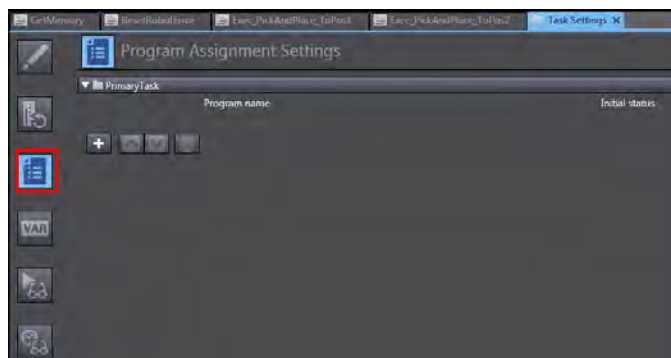 GetMemory
ResetRobotError
Exec_PickAndPlace_ToPos1
Exec_PickAndPlace_ToPos2
Task Settings
Program Assignment Settings
PrimaryTask
Program name
Initial status
VAR